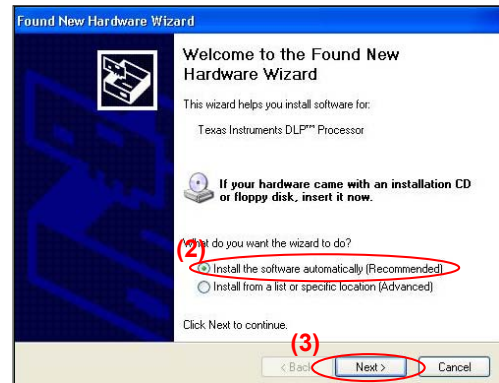 Found New Hardware Wizard
Welcome to the Found New
Hardware Wizard
This wizard helps you install software for:
Texas Instruments DLP™ Processor
If your hardware came with an installation CD
or floppy disk, insert it now.
What do you want the wizard to do?
(2)
Install the software automatically (Recommended)
Install from a list or specific location (Advanced)
Click Next to continue.
(3)
< Back
Next >
Cancel